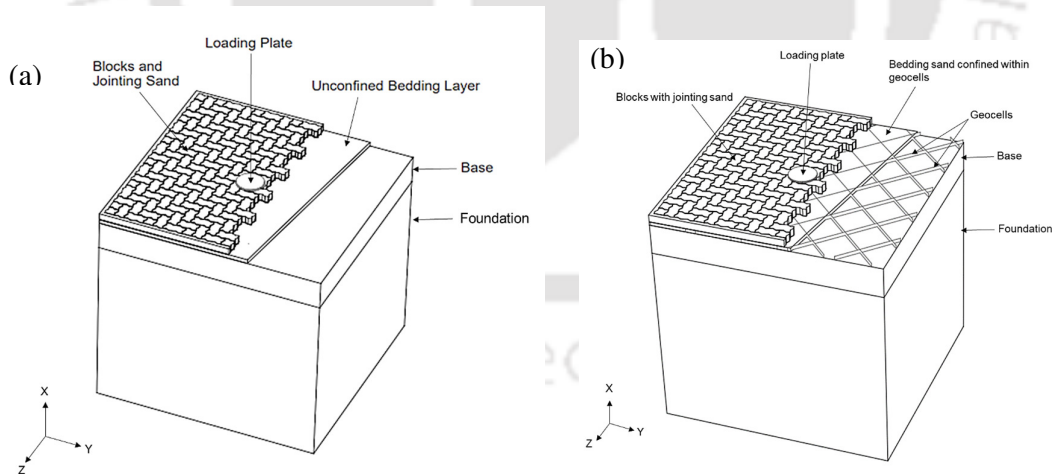 (a)
Loading Plate
Blocks and
Jointing Sand
Unconfined Bedding Layer
Base
Foundation
X
Y
Z
(b)
Loading plate
Bedding sand confined within
geocells
Blocks with jointing sand
Geocells
Base
Foundation
X
Y
Z